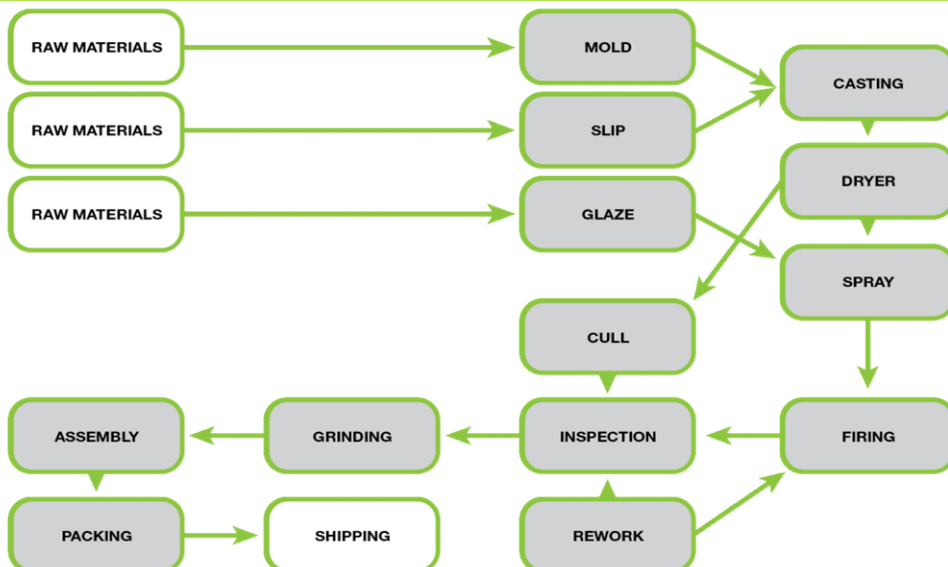 RAW MATERIALS
MOLD
CASTING
RAW MATERIALS
SLIP
DRYER
RAW MATERIALS
GLAZE
SPRAY
CULL
ASSEMBLY
GRINDING
INSPECTION
FIRING
PACKING
SHIPPING
REWORK